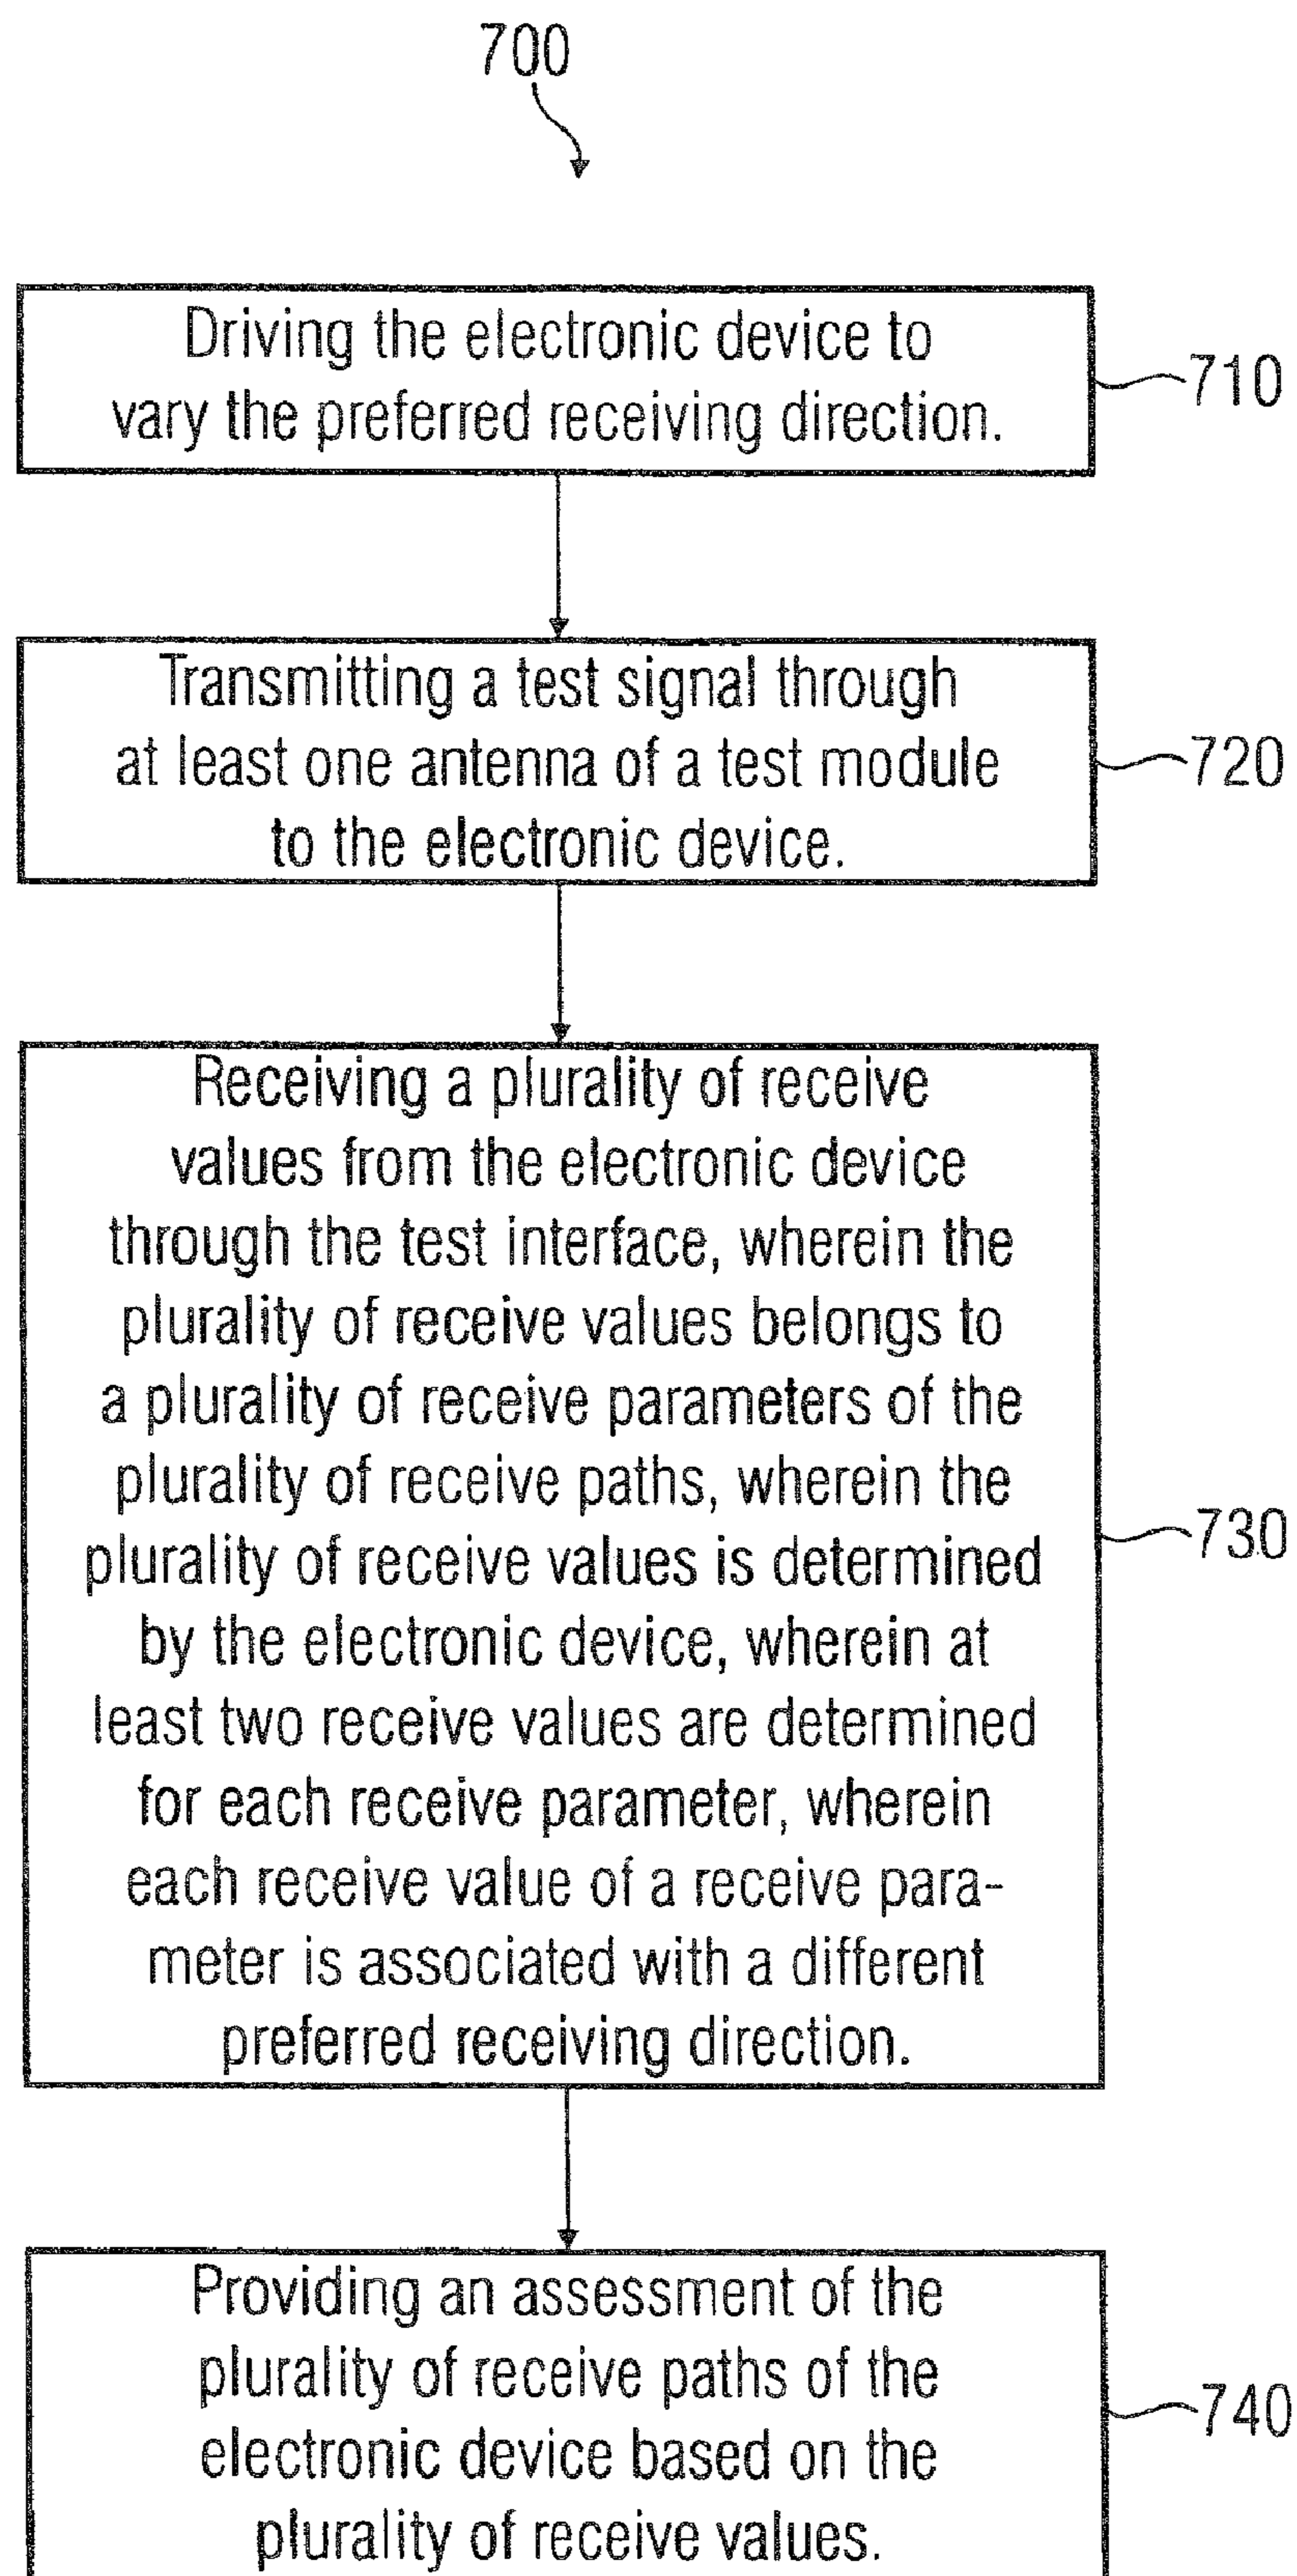 700
Driving the electronic device to
vary the preferred receiving direction.
710
Transmitting a test signal through
at least one antenna of a test module
to the electronic device.
720
Receiving a plurality of receive
values from the electronic device
through the test interface, wherein the
plurality of receive values belongs to
a plurality of receive parameters of the
plurality of receive paths, wherein the
plurality of receive values is determined
by the electronic device, wherein at
least two receive values are determined
for each receive parameter, wherein
each receive value of a receive para-
meter is associated with a different
preferred receiving direction.
730
Providing an assessment of the
plurality of receive paths of the
electronic device based on the
plurality of receive values.
740